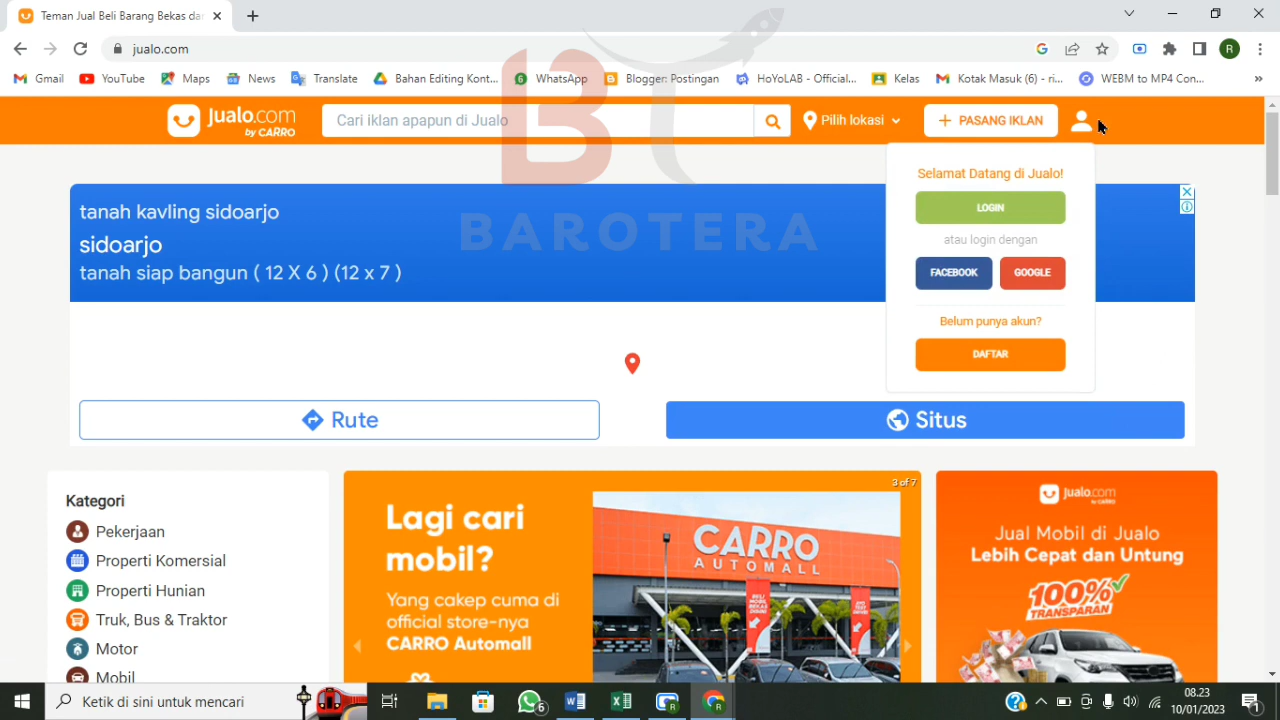 Teman Jual Beli Barang Bekas dar
jualo.com
R
Gmail
YouTube
Maps
News
Translate
Bahan Editing Kont...
6
WhatsApp
Blogger: Postingan
HoYoLAB - Official...
Kelas
Kotak Masuk (6) - ri...
WEBM to MP4 Con...
»
jualo.com
by CARRO
Cari iklan apapun di Jualo
Pilih lokasi
+ PASANG IKLAN
Selamat Datang di Jualo!
LOGIN
atau login dengan
FACEBOOK
GOOGLE
Belum punya akun?
DAFTAR
BAROTERA
tanah kavling sidoarjo
sidoarjo
tanah siap bangun ( 12 X 6 ) (12 x 7 )
Rute
Situs
Kategori
Pekerjaan
Properti Komersial
Properti Hunian
Truk, Bus & Traktor
Motor
Mobil
3 of 7
Lagi cari
mobil?
Yang cakep cuma di
official store-nya
CARRO Automall
CARRO
AUTOMALL
jualo.com
by CARRO
Jual Mobil di Jualo
Lebih Cepat dan Untung
100%
TRANSPARAN
Ketik di sini untuk mencari
6
08.23
10/01/2023
1